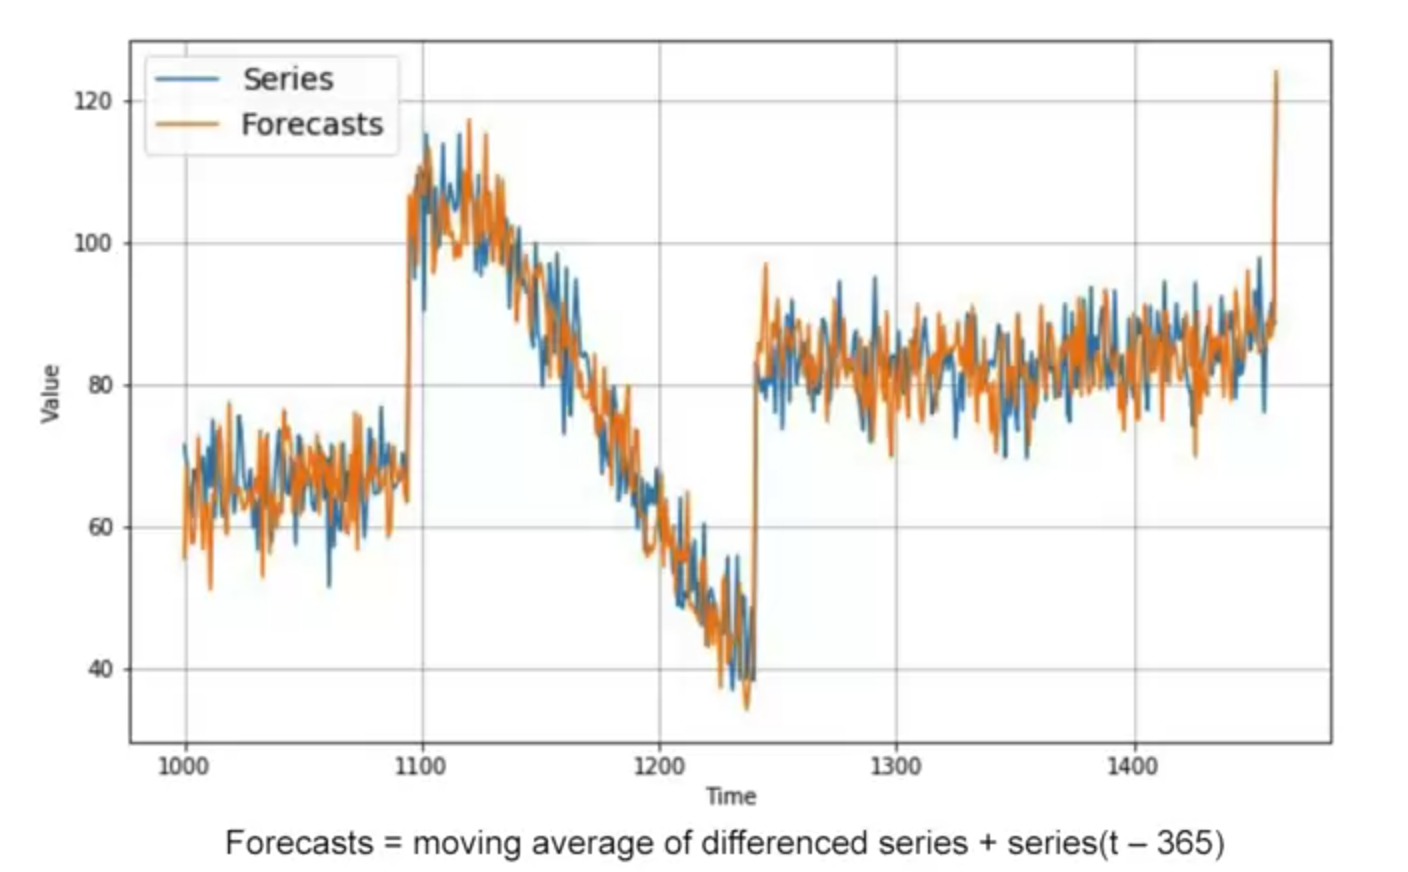 Series
Forecasts
120
100
80
60
40
Value
1000 1100 1200 1300 1400
Time
Forecasts = moving average of differenced series + series(t – 365)